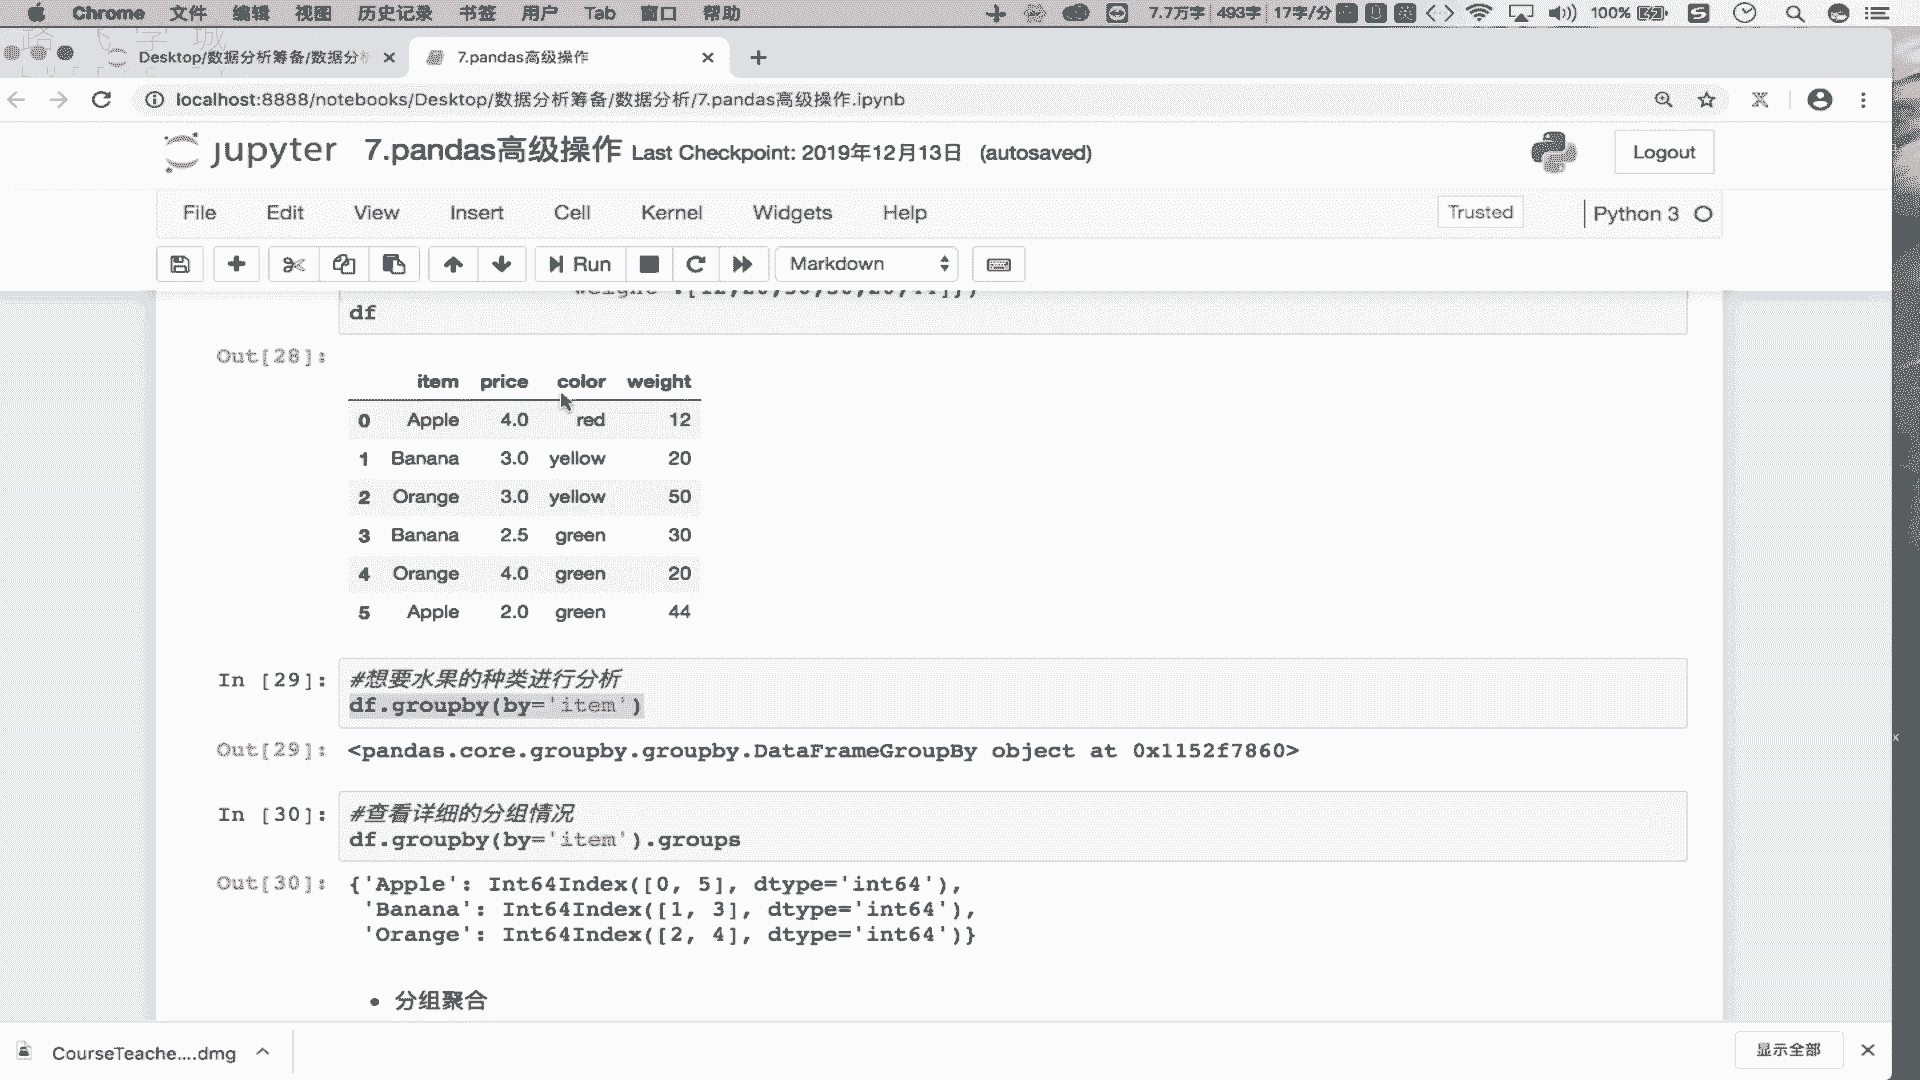 Chrome 文件 编辑 视图 历史记录 书签 用户 Tab 窗口 帮助 7.7万字 493字 17字/分 100%
Desktop/数据分析筹备/数据分析 7.pandas高级操作
localhost:8888/notebooks/Desktop/数据分析筹备/数据分析/7.pandas高级操作.ipynb
jupyter 7.pandas高级操作 Last Checkpoint: 2019年12月13日 (autosaved) Logout
File Edit View Insert Cell Kernel Widgets Help Trusted Python 3
Run Markdown
df
Out[28]:
item price color weight
0 Apple 4.0 red 12
1 Banana 3.0 yellow 20
2 Orange 3.0 yellow 50
3 Banana 2.5 green 30
4 Orange 4.0 green 20
5 Apple 2.0 green 44
In [29]: #想要水果的种类进行分析
df.groupby(by='item')
Out[29]: <pandas.core.groupby.groupby.DataFrameGroupBy object at 0x1152f7860>
In [30]: #查看详细的分组情况
df.groupby(by='item').groups
Out[30]: {'Apple': Int64Index([0, 5], dtype='int64'),
'Banana': Int64Index([1, 3], dtype='int64'),
'Orange': Int64Index([2, 4], dtype='int64')}
• 分组聚合
CourseTeache....dmg 显示全部